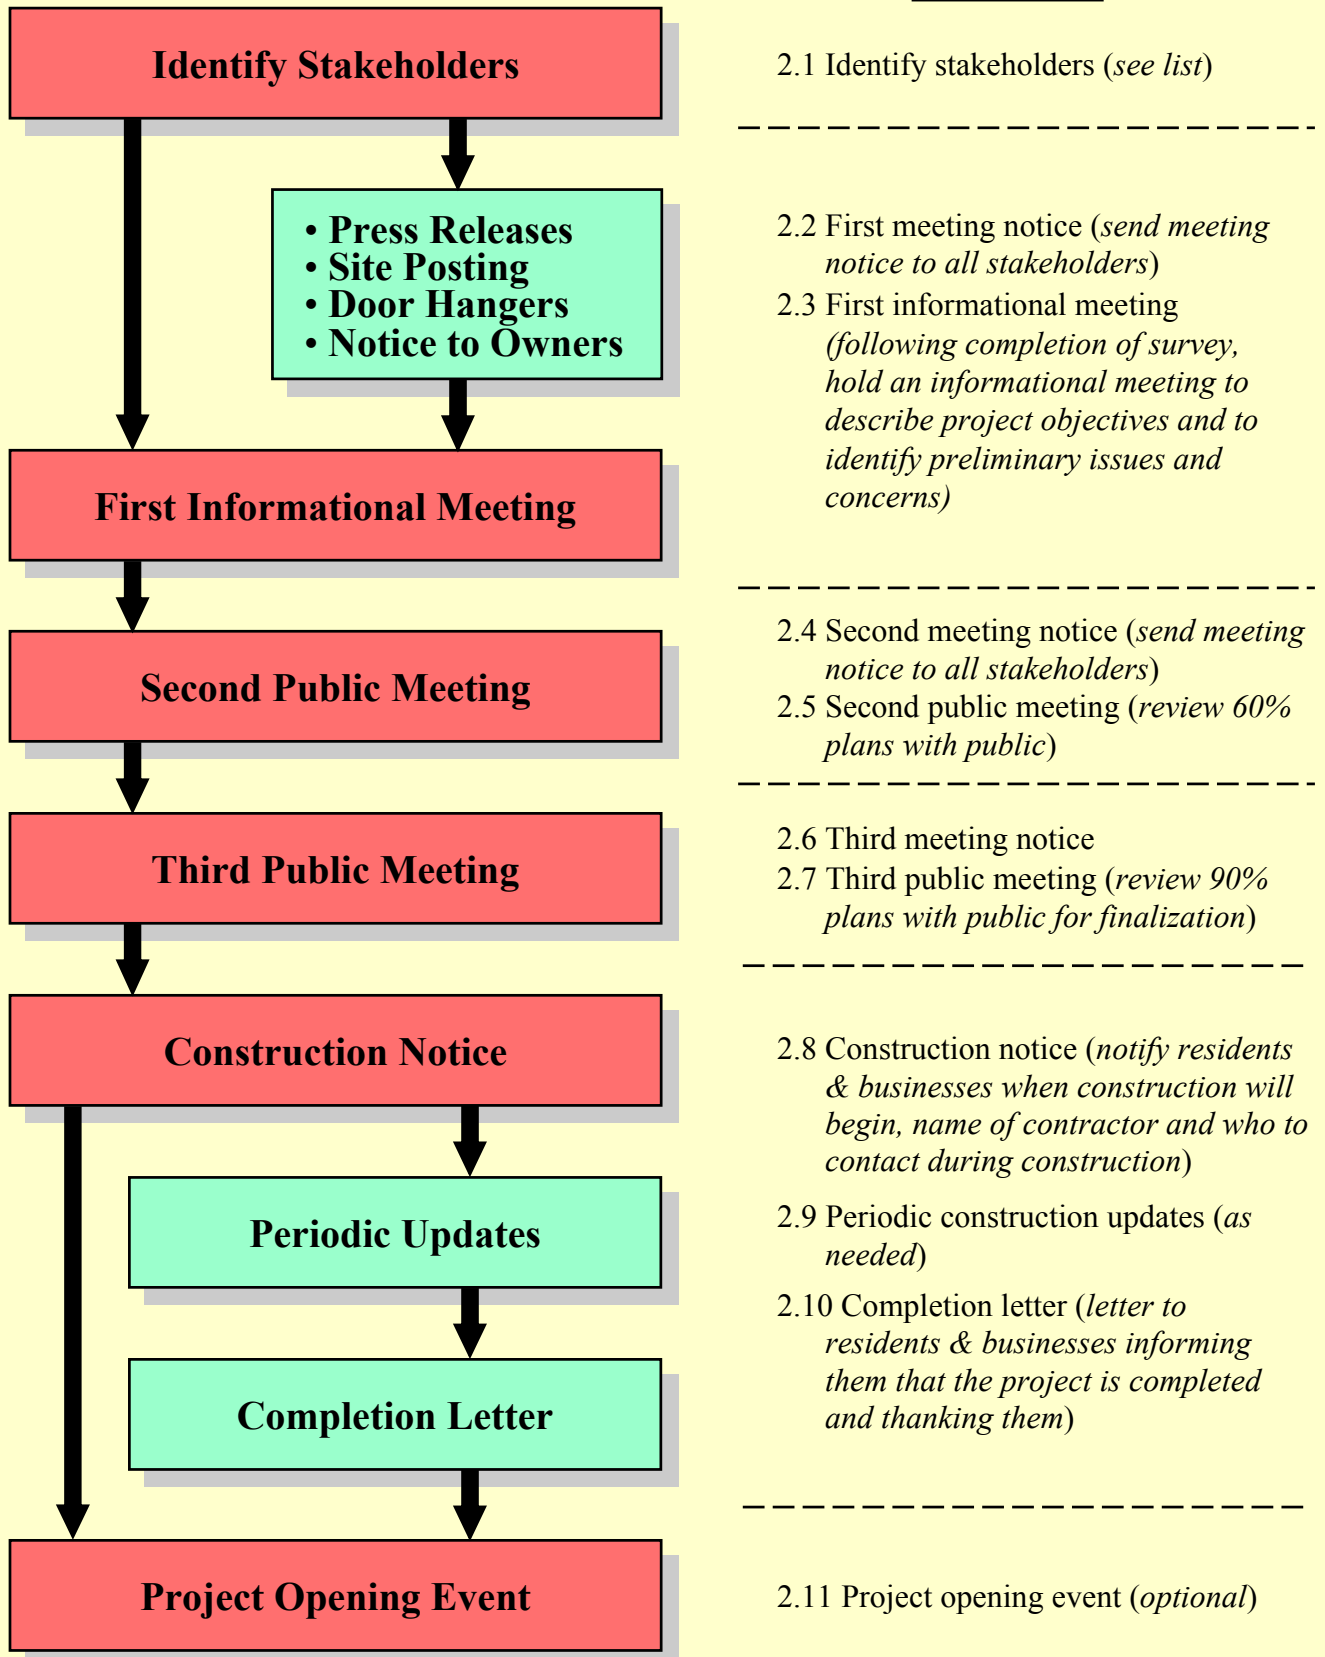 Identify Stakeholders
2.1 Identify stakeholders (see list)
• Press Releases
• Site Posting
• Door Hangers
• Notice to Owners
2.2 First meeting notice (send meeting
notice to all stakeholders)
2.3 First informational meeting
(following completion of survey,
hold an informational meeting to
describe project objectives and to
identify preliminary issues and
concerns)
First Informational Meeting
Second Public Meeting
2.4 Second meeting notice (send meeting
notice to all stakeholders)
2.5 Second public meeting (review 60%
plans with public)
Third Public Meeting
2.6 Third meeting notice
2.7 Third public meeting (review 90%
plans with public for finalization)
Construction Notice
2.8 Construction notice (notify residents
& businesses when construction will
begin, name of contractor and who to
contact during construction)
Periodic Updates
2.9 Periodic construction updates (as
needed)
Completion Letter
2.10 Completion letter (letter to
residents & businesses informing
them that the project is completed
and thanking them)
Project Opening Event
2.11 Project opening event (optional)